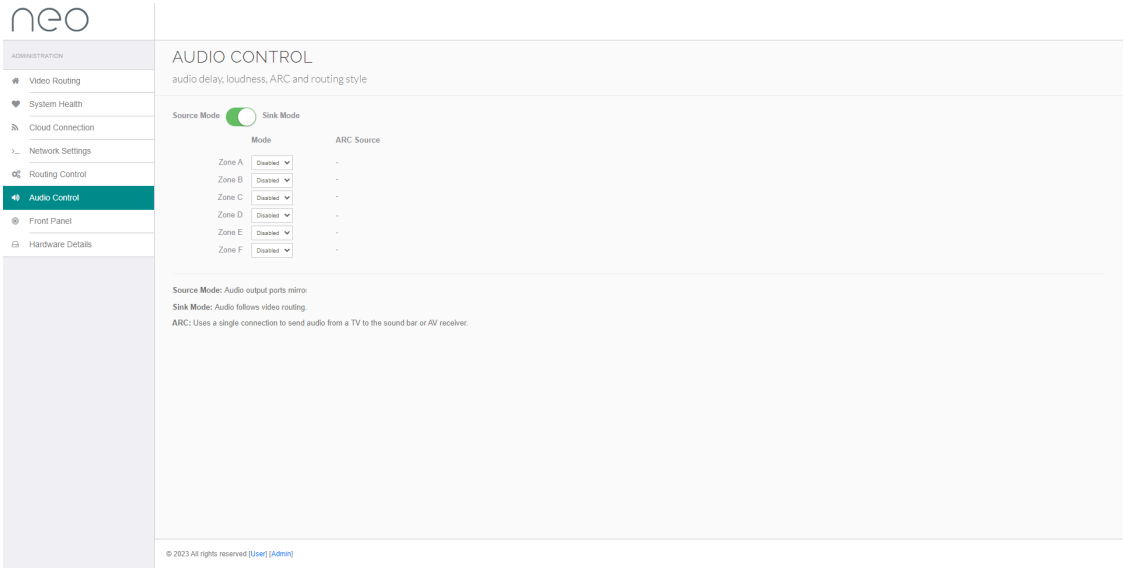 neo
ADMINISTRATION
Video Routing
System Health
Cloud Connection
Network Settings
Routing Control
Audio Control
Front Panel
Hardware Details
AUDIO CONTROL
audio delay, loudness, ARC and routing style
Source Mode Sink Mode
Mode ARC Source
Zone A Disabled -
Zone B Disabled -
Zone C Disabled -
Zone D Disabled -
Zone E Disabled -
Zone F Disabled -
Source Mode: Audio output ports
Sink Mode: Audio follows video routing.
ARC: Uses a single connection to send audio from a TV to the sound bar or AV receiver.
© 2023 All rights reserved [User] [Admin]